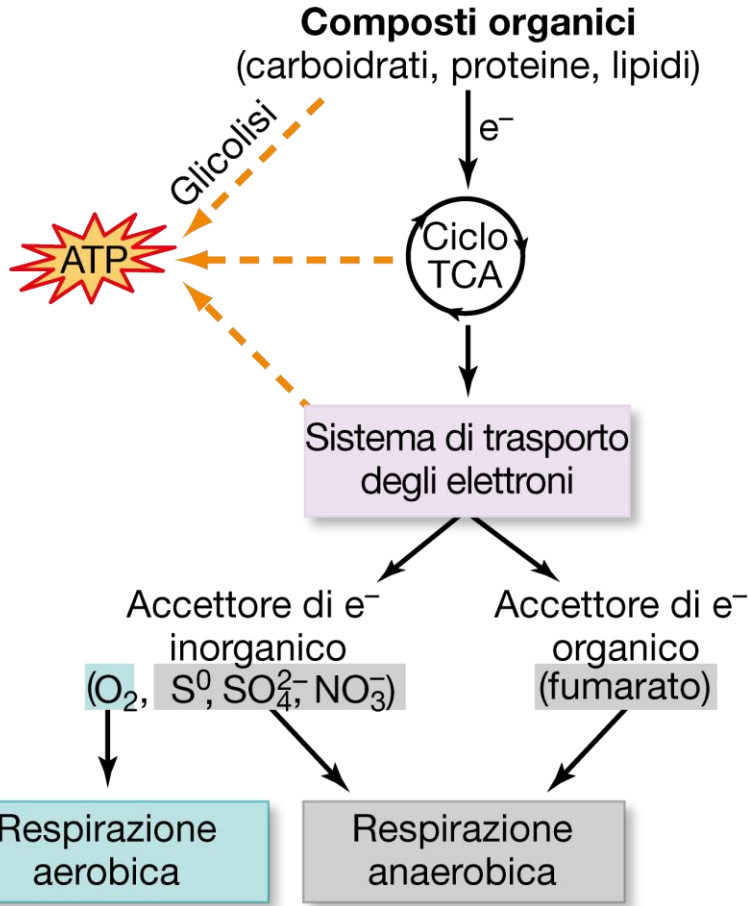 Composti organici
(carboidrati, proteine, lipidi)
Glicolisi
e⁻
ATP
Ciclo
TCA
Sistema di trasporto
degli elettroni
Accettore di e⁻
inorganico
(O₂, S⁰, SO₄²⁻, NO₃⁻)
Accettore di e⁻
organico
(fumarato)
Respirazione
aerobica
Respirazione
anaerobica